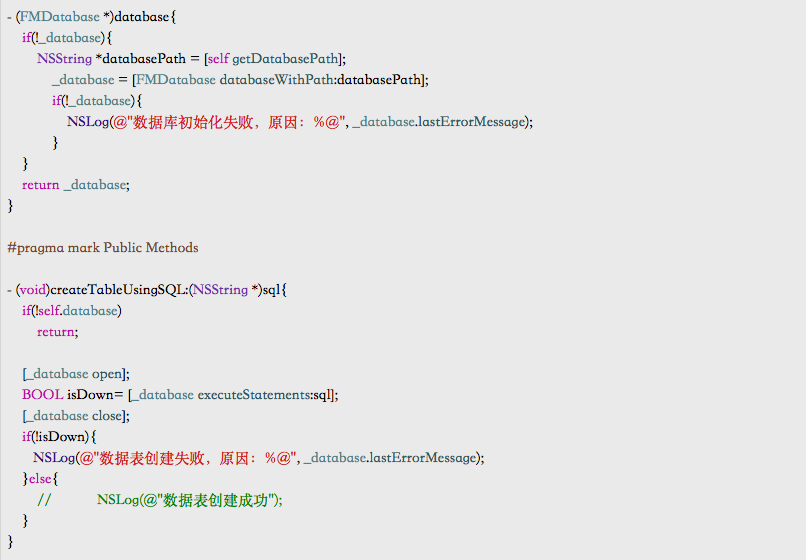 - (FMDatabase *)database{
if(!_database){
NSString *databasePath = [self getDatabasePath];
_database = [FMDatabase databaseWithPath:databasePath];
if(!_database){
NSLog(@"数据库初始化失败，原因：%@", _database.lastErrorMessage);
}
}
return _database;
}
#pragma mark Public Methods
- (void)createTableUsingSQL:(NSString *)sql{
if(!self.database)
return;
[_database open];
BOOL isDown= [_database executeStatements:sql];
[_database close];
if(!isDown){
NSLog(@"数据表创建失败，原因：%@", _database.lastErrorMessage);
}else{
// NSLog(@"数据表创建成功");
}
}